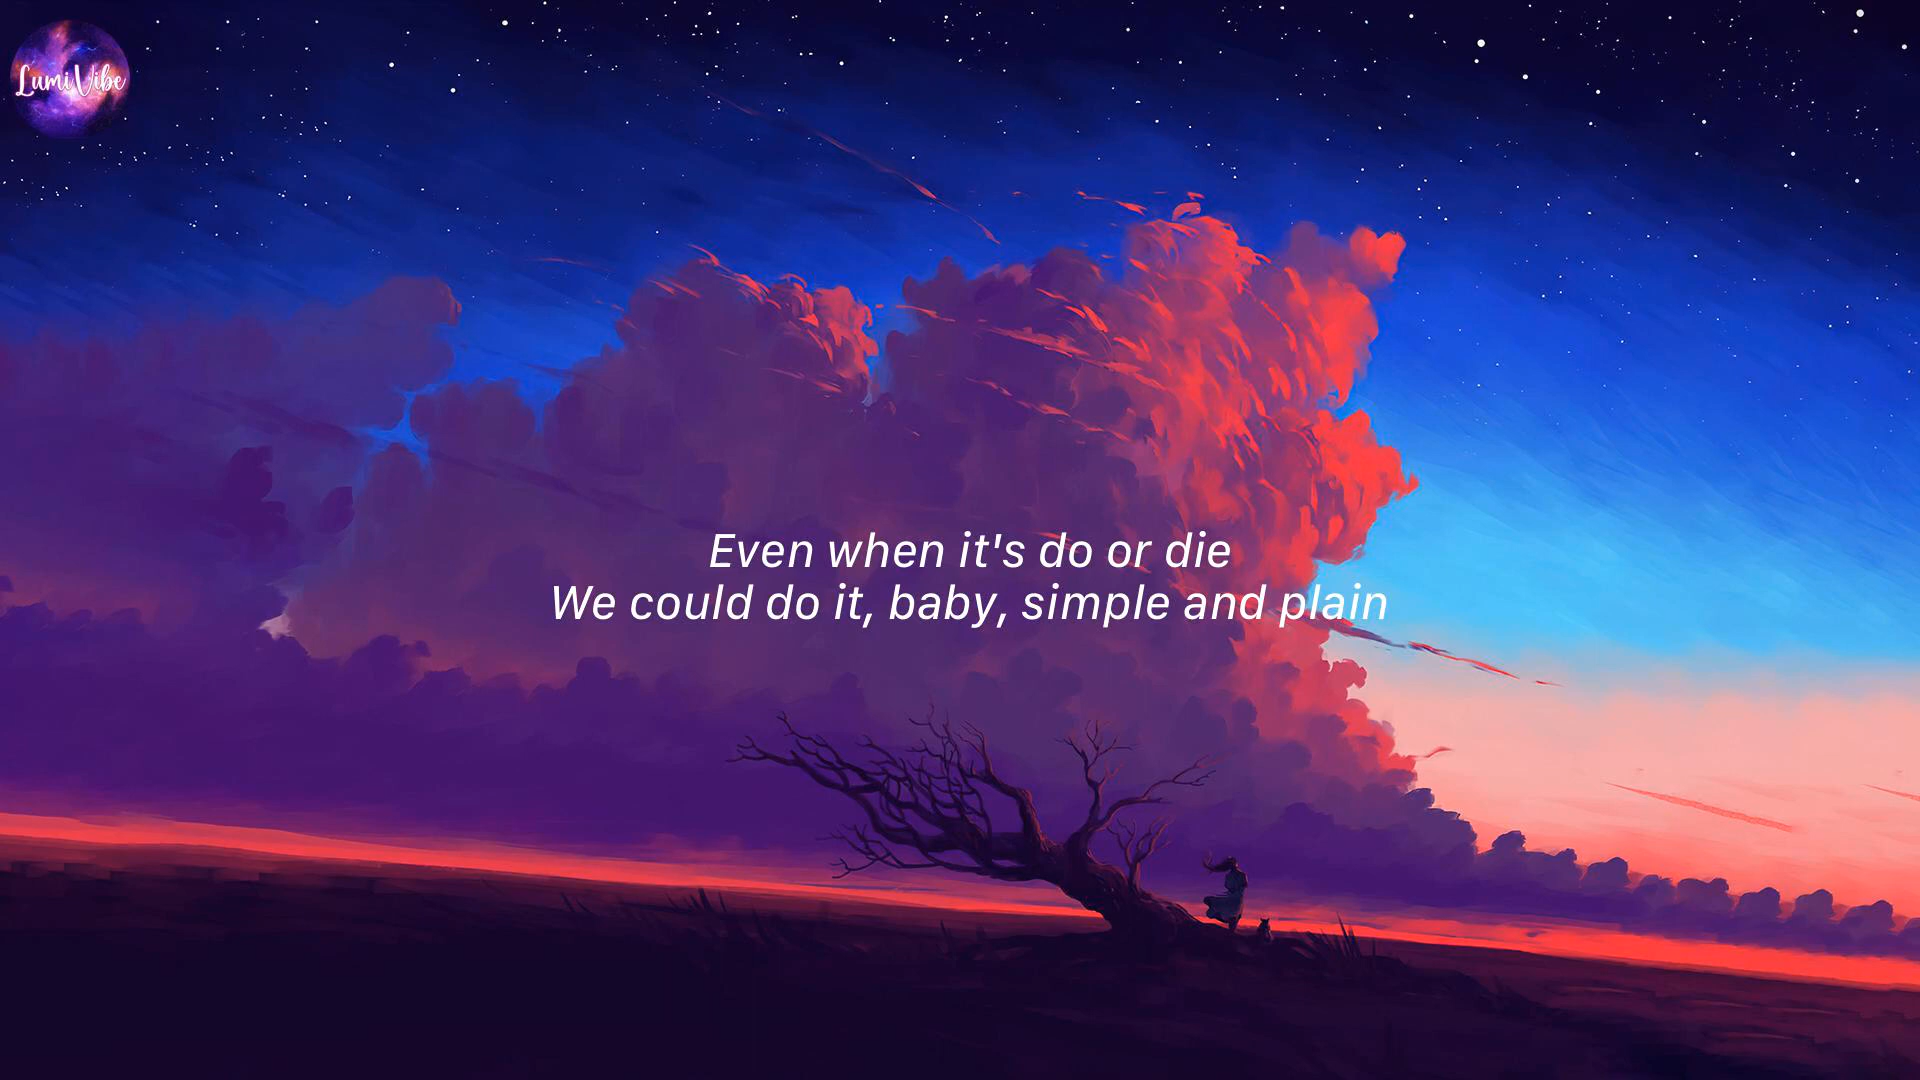 LumiVibe
Even when it's do or die
We could do it, baby, simple and plain